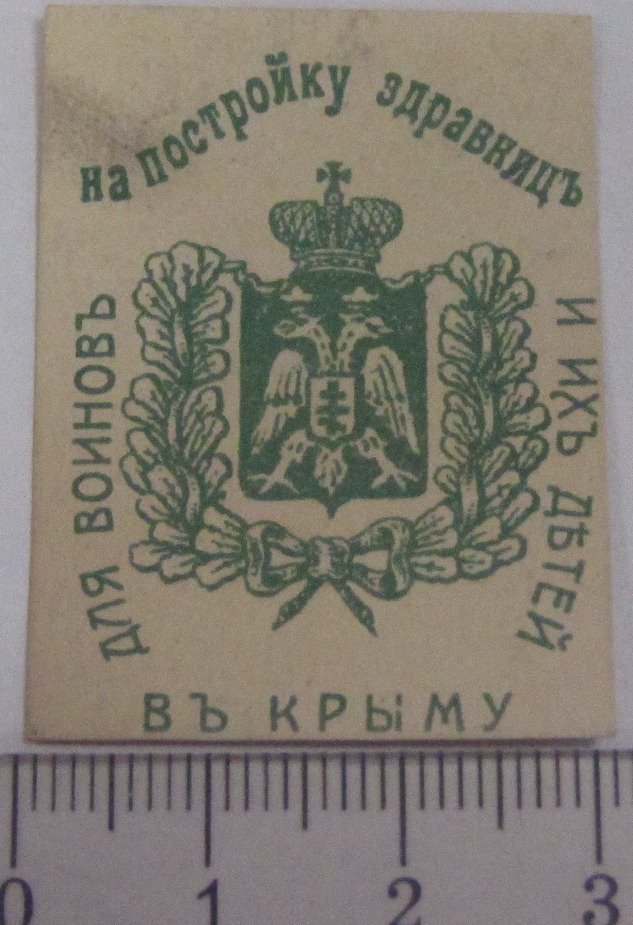 на постройку здравницъ
для воиновъ
и ихъ дѣтей
въ Крыму
0 1 2 3